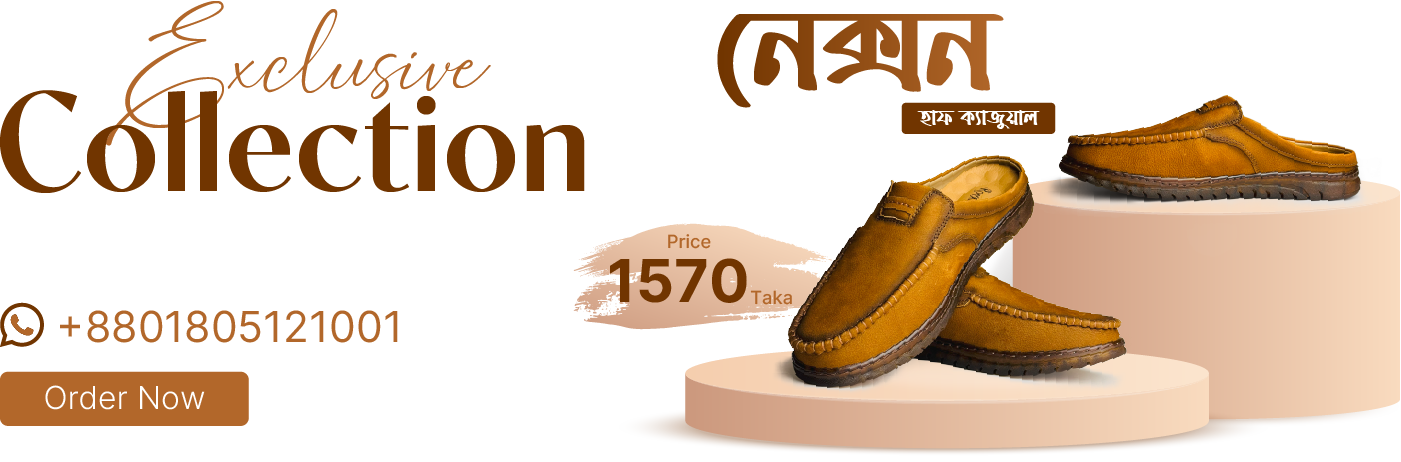 Exclusive
Collection
+8801805121001
Order Now
নেক্সন
হাফ ক্যাজুয়াল
Price
1570 Taka